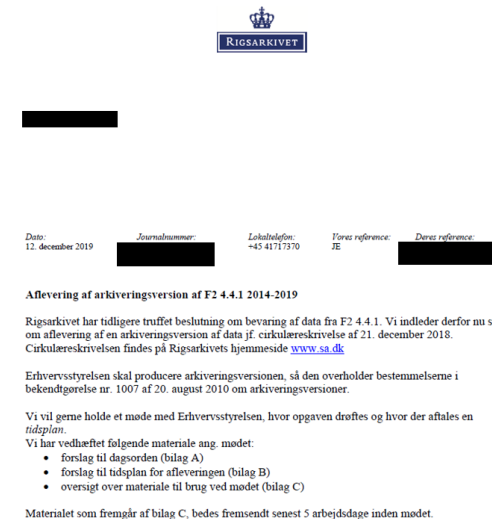 RIGSARKIVET
Dato: Journalnummer: Lokaltelefon: Vores reference: Deres reference:
12. december 2019 +45 41717370 JE
Aflevering af arkiveringsversion af F2 4.4.1 2014-2019
Rigsarkivet har tidligere truffet beslutning om bevaring af data fra F2 4.4.1. Vi indleder derfor nu s
om aflevering af en arkiveringsversion af data jf. cirkulæreskrivelse af 21. december 2018.
Cirkulæreskrivelsen findes på Rigsarkivets hjemmeside www.sa.dk
Erhvervsstyrelsen skal producere arkiveringsversionen, så den overholder bestemmelserne i
bekendtgørelse nr. 1007 af 20. august 2010 om arkiveringsversioner.
Vi vil gerne holde et møde med Erhvervsstyrelsen, hvor opgaven drøftes og hvor der aftales en
tidsplan.
Vi har vedhæftet følgende materiale ang. mødet:
• forslag til dagsorden (bilag A)
• forslag til tidsplan for afleveringen (bilag B)
• oversigt over materiale til brug ved mødet (bilag C)
Materialet som fremgår af bilag C, bedes fremsendt senest 5 arbejdsdage inden mødet.